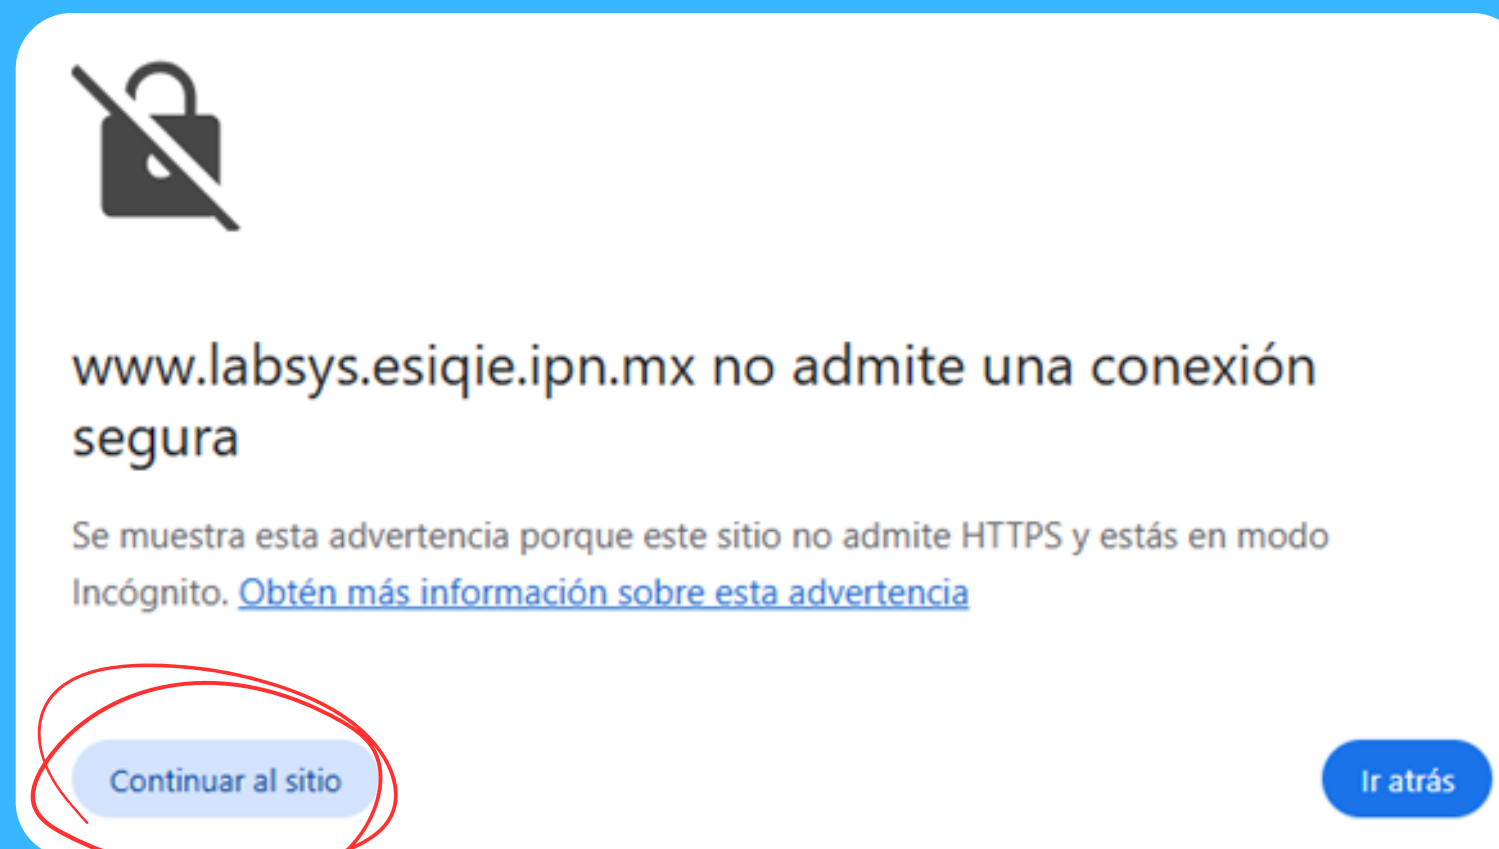 www.labsys.esiqie.ipn.mx no admite una conexión
segura
Se muestra esta advertencia porque este sitio no admite HTTPS y estás en modo
Incógnito. Obtén más información sobre esta advertencia
Continuar al sitio
Ir atrás